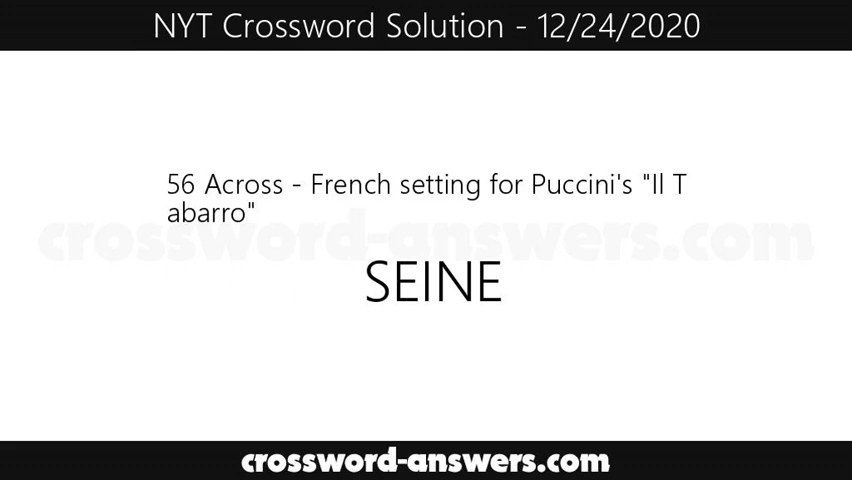 NYT Crossword Solution - 12/24/2020
56 Across - French setting for Puccini's "Il T
abarro"
crossword-answers.com
SEINE
crossword-answers.com